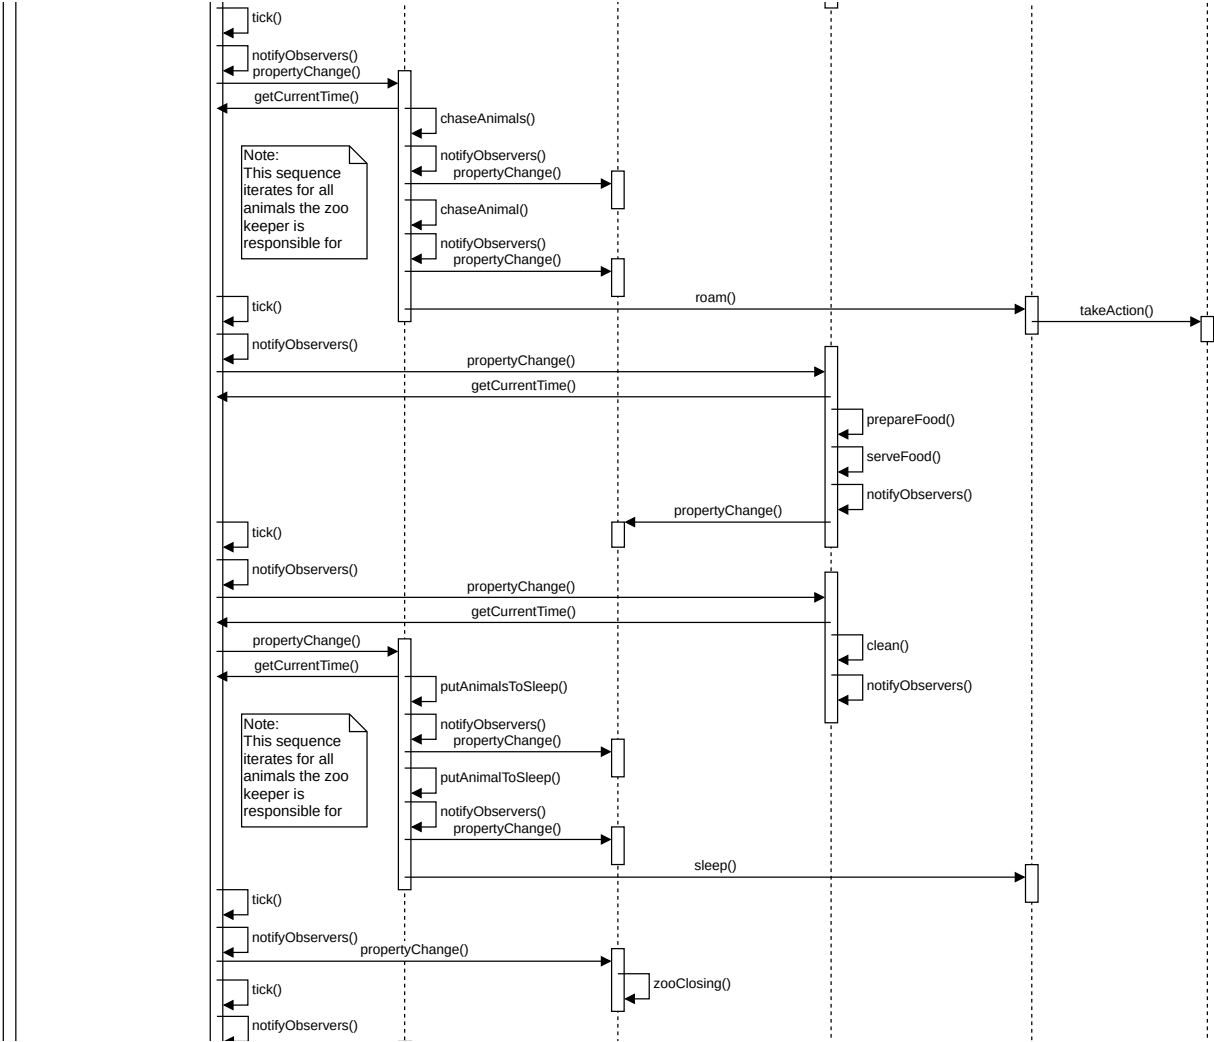 tick()
notifyObservers()
propertyChange()
getCurrentTime()
chaseAnimals()
Note:
This sequence
iterates for all
animals the zoo
keeper is
responsible for
notifyObservers()
propertyChange()
chaseAnimal()
notifyObservers()
propertyChange()
roam()
tick()
takeAction()
notifyObservers()
propertyChange()
getCurrentTime()
prepareFood()
serveFood()
notifyObservers()
propertyChange()
tick()
notifyObservers()
propertyChange()
getCurrentTime()
propertyChange()
clean()
getCurrentTime()
putAnimalsToSleep()
notifyObservers()
Note:
This sequence
iterates for all
animals the zoo
keeper is
responsible for
notifyObservers()
propertyChange()
putAnimalToSleep()
notifyObservers()
propertyChange()
sleep()
tick()
notifyObservers()
propertyChange()
zooClosing()
tick()
notifyObservers()